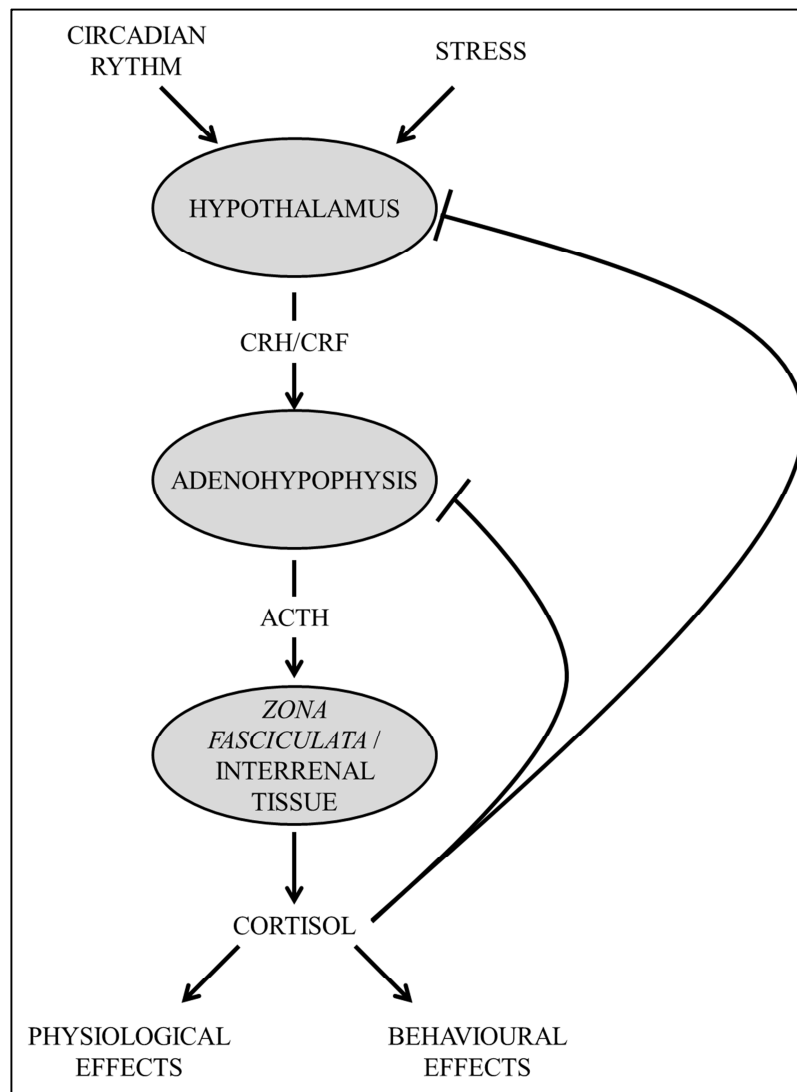 CIRCADIAN
RYTHM
STRESS
HYPOTHALAMUS
CRH/CRF
ADENOHYPOPHYSIS
ACTH
ZONA
FASCICULATA /
INTERRENAL
TISSUE
CORTISOL
PHYSIOLOGICAL
EFFECTS
BEHAVIOURAL
EFFECTS